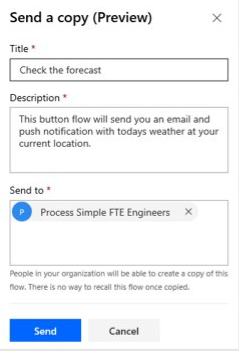 Send a copy (Preview)
Title *
Check the forecast
Description *
This button flow will send you an email and
push notification with todays weather at your
current location.
Send to *
P Process Simple FTE Engineers
People in your organization will be able to create a copy of this
flow. There is no way to recall this flow once copied.
Send Cancel